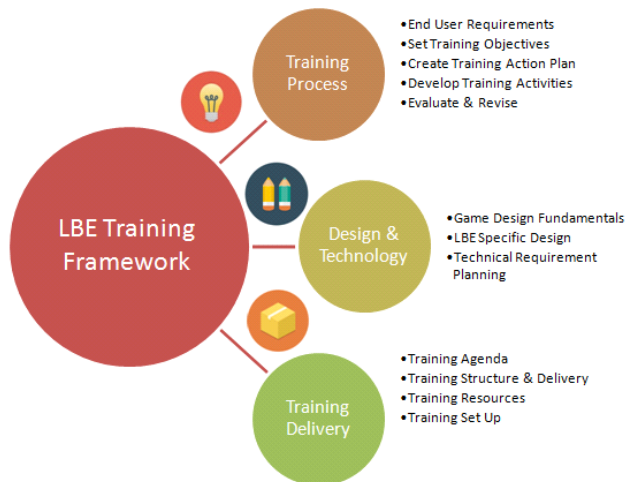 LBE Training
Framework
Training
Process
•End User Requirements
•Set Training Objectives
•Create Training Action Plan
•Develop Training Activities
•Evaluate & Revise
Design &
Technology
•Game Design Fundamentals
•LBE Specific Design
•Technical Requirement
Planning
Training
Delivery
•Training Agenda
•Training Structure & Delivery
•Training Resources
•Training Set Up